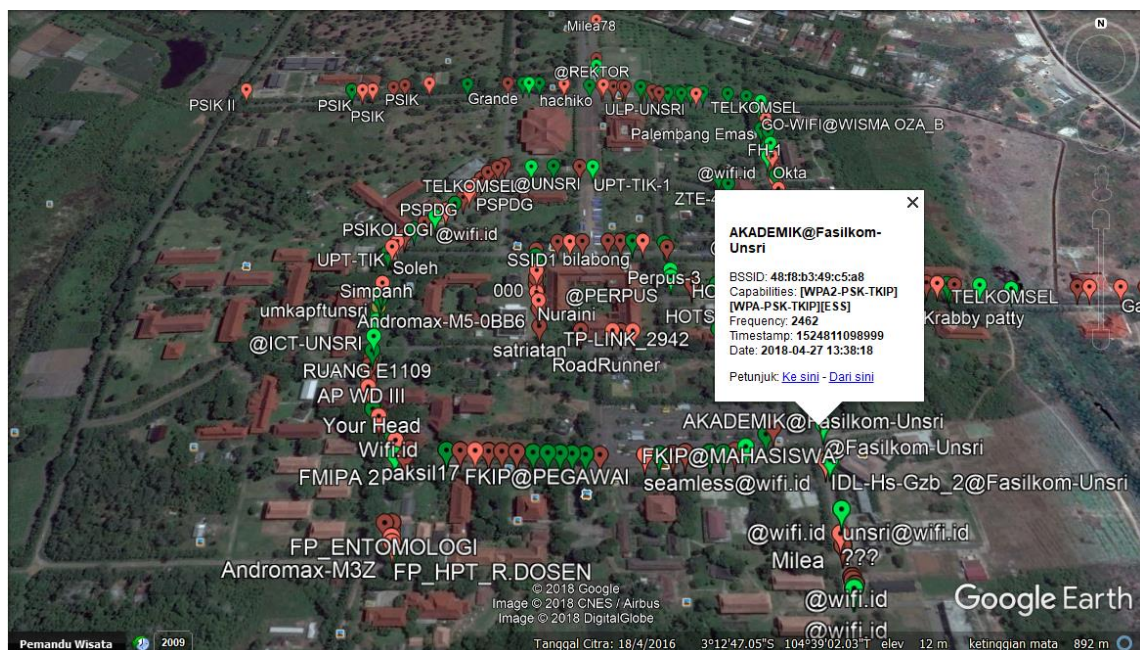 Milea78
N
@REKTOR
PSIK II
PSIK_
PSIK
PSIK
Grande
hachiko
ULP-UNSRI
TELKOMSEL
GO-WIFI@WISMA OZA_B
Palembang Emas
FH-1
Okta
@wifi.id
TELKOMSEL
@UNSRI
UPT-TIK-1
PSPDG
PSPDG
PSIKOLOGI
@wifi.id
UPT-TIK
Soleh
SSID1
bilabong
Perpus-3
Simpanh
000
@PERPUS
Nuraini
umkapftunsri
Andromax-M5-0BB6
TELKOMSEL
Krabby patty
@ICT-UNSRI
satriatan
TP-LINK_2942
RoadRunner
RUANG E1109
AP WD III
Your Head
Wifi.id
AKADEMIK@Fasilkom-Unsri
BSSID: 48:f8:b3:49:c5:a8
Capabilities: [WPA2-PSK-TKIP]
[WPA-PSK-TKIP][ESS]
Frequency: 2462
Timestamp: 1524811098999
Date: 2018-04-27 13:38:18
Petunjuk: Ke sini - Dari sini
AKADEMIK@Fasilkom-Unsri
@Fasilkom-Unsri
FMIPA 2
paksil17
FKIP@PEGAWAI
FKIP@MAHASISWA
seamless@wifi.id
IDL-Hs-Gzb_2@Fasilkom-Unsri
@wifi.id
unsri@wifi.id
Milea
???
FP_ENTOMOLOGI
Andromax-M3Z
FP_HPT_R.DOSEN
@wifi.id
@wifi.id
© 2018 Google
Image © 2018 CNES / Airbus
Image © 2018 DigitalGlobe
Google Earth
Pemandu Wisata
2009
Tanggal Citra: 18/4/2016 3°12'47.05"S 104°39'02.03"T elev 12 m ketinggian mata 892 m